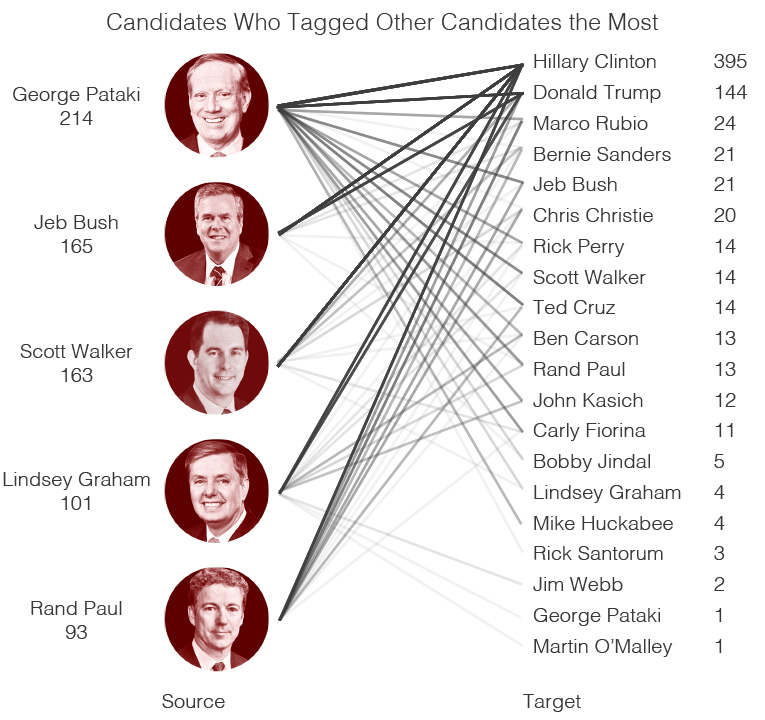 Candidates Who Tagged Other Candidates the Most
George Pataki
214
Jeb Bush
165
Scott Walker
163
Lindsey Graham
101
Rand Paul
93
Source
Hillary Clinton 395
Donald Trump 144
Marco Rubio 24
Bernie Sanders 21
Jeb Bush 21
Chris Christie 20
Rick Perry 14
Scott Walker 14
Ted Cruz 14
Ben Carson 13
Rand Paul 13
John Kasich 12
Carly Fiorina 11
Bobby Jindal 5
Lindsey Graham 4
Mike Huckabee 4
Rick Santorum 3
Jim Webb 2
George Pataki 1
Martin O’Malley 1
Target